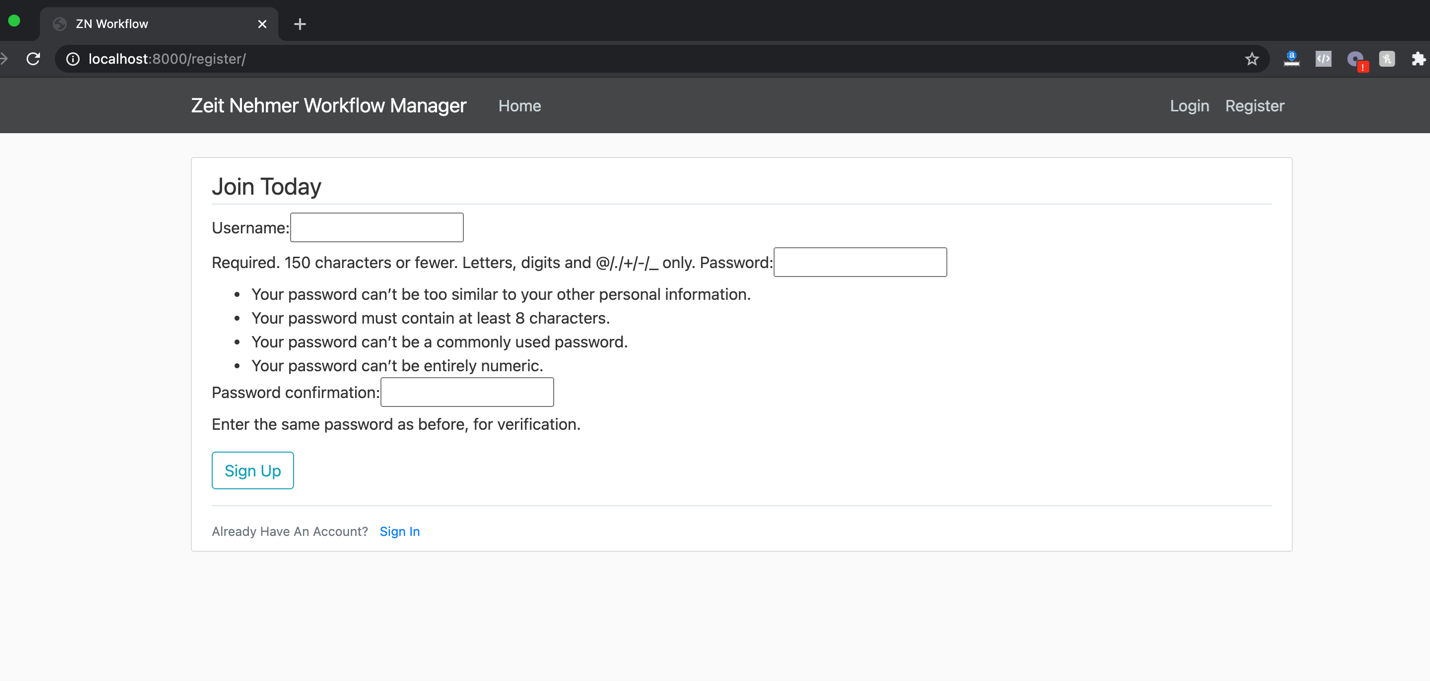 ZN Workflow
localhost:8000/register/
Zeit Nehmer Workflow Manager Home Login Register
Join Today
Username:
Required. 150 characters or fewer. Letters, digits and @/./+/-/_ only. Password:
• Your password can’t be too similar to your other personal information.
• Your password must contain at least 8 characters.
• Your password can’t be a commonly used password.
• Your password can’t be entirely numeric.
Password confirmation:
Enter the same password as before, for verification.
Sign Up
Already Have An Account? Sign In